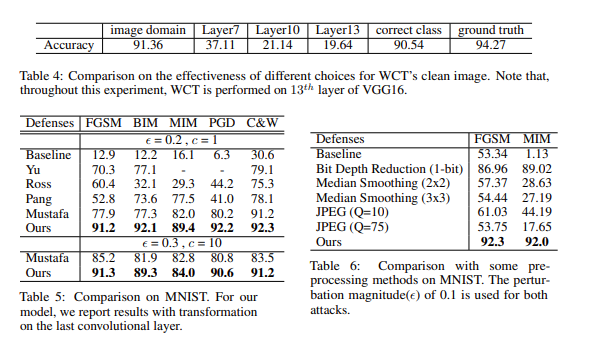 image domain Layer7 Layer10 Layer13 correct class ground truth
Accuracy 91.36 37.11 21.14 19.64 90.54 94.27
Table 4: Comparison on the effectiveness of different choices for WCT's clean image. Note that,
throughout this experiment, WCT is performed on 13th layer of VGG16.
Defenses FGSM BIM MIM PGD C&W
ϵ = 0.2 , c = 1
Baseline 12.9 12.2 16.1 6.3 30.6
Yu 70.3 77.1 - - 79.1
Ross 60.4 32.1 29.3 44.2 75.3
Pang 52.8 73.6 77.5 41.0 78.1
Mustafa 77.9 77.3 82.0 80.2 91.2
Ours 91.2 92.1 89.4 92.2 92.3
ϵ = 0.3 , c = 10
Mustafa 85.2 81.9 82.8 80.8 83.5
Ours 91.3 89.3 84.0 90.6 91.2
Table 5: Comparison on MNIST. For our
model, we report results with transformation
on the last convolutional layer.
Defenses FGSM MIM
Baseline 53.34 1.13
Bit Depth Reduction (1-bit) 86.96 89.02
Median Smoothing (2x2) 57.37 28.63
Median Smoothing (3x3) 54.44 27.19
JPEG (Q=10) 61.03 44.19
JPEG (Q=75) 53.75 17.65
Ours 92.3 92.0
Table 6: Comparison with some pre-
processing methods on MNIST. The pertur-
bation magnitude(ϵ) of 0.1 is used for both
attacks.